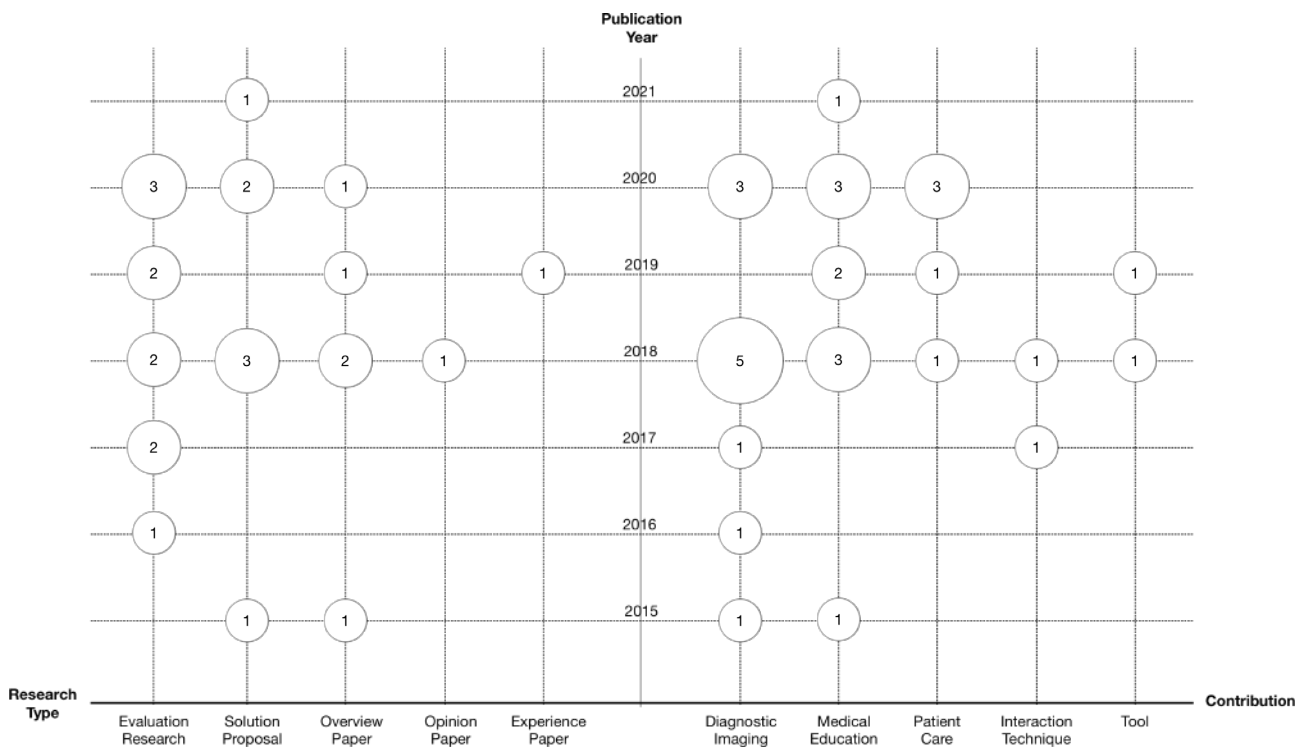 Publication
Year
2021
1
1
2020
3
2
1
3
3
3
2019
2
1
1
2
1
1
2018
2
3
2
1
5
3
1
1
1
2017
2
1
1
2016
1
1
2015
1
1
1
1
Research
Type
Contribution
Evaluation
Research
Solution
Proposal
Overview
Paper
Opinion
Paper
Experience
Paper
Diagnostic
Imaging
Medical
Education
Patient
Care
Interaction
Technique
Tool